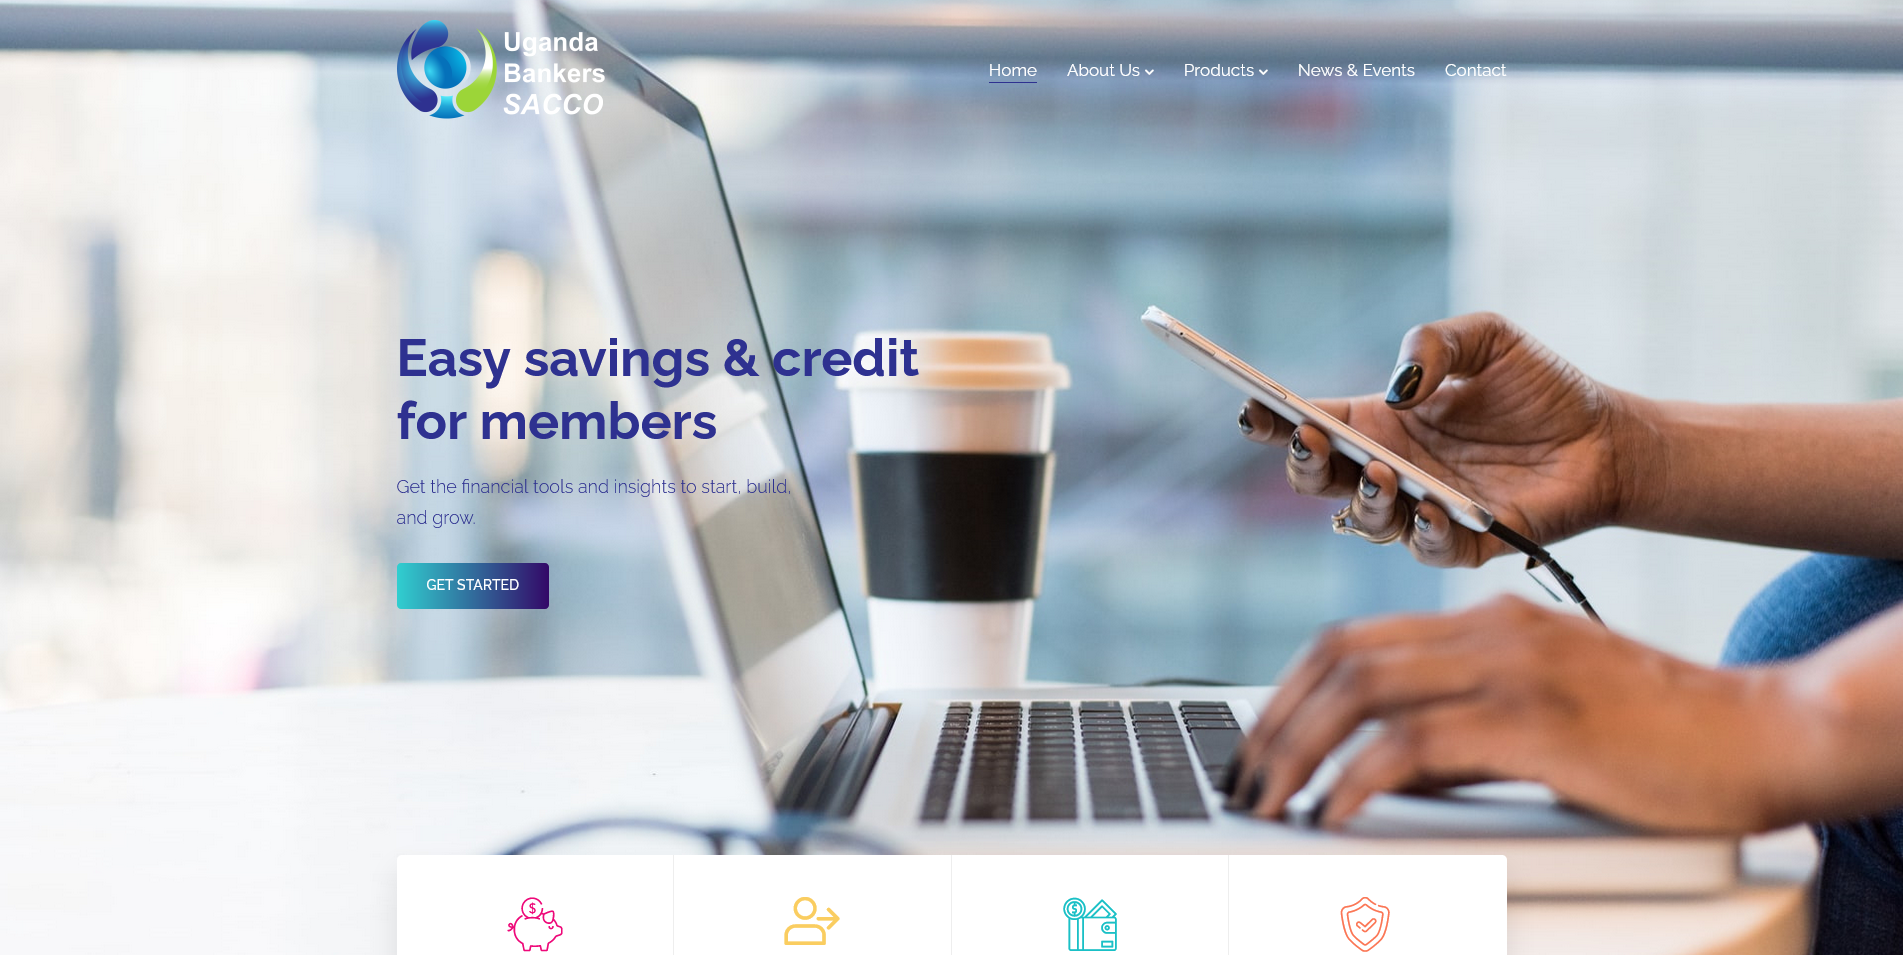 Uganda
Bankers
SACCO
Home About Us Products News & Events Contact
Easy savings & credit
for members
Get the financial tools and insights to start, build,
and grow.
GET STARTED